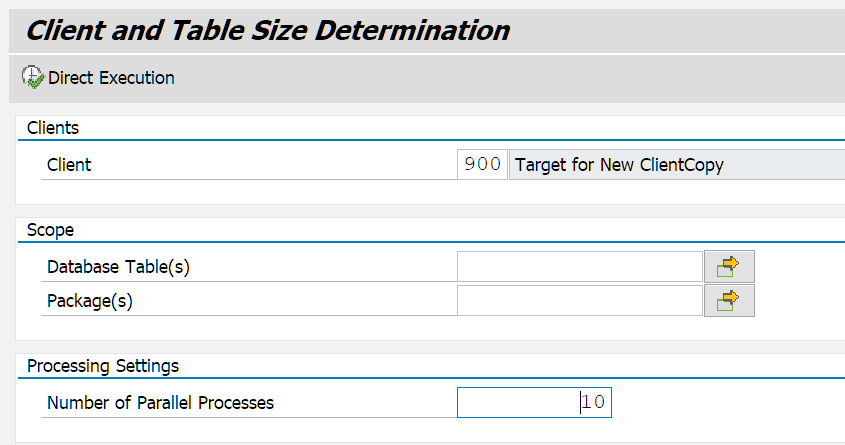 Client and Table Size Determination
Direct Execution
Clients
Client 900 Target for New ClientCopy
Scope
Database Table(s)
Package(s)
Processing Settings
Number of Parallel Processes 10